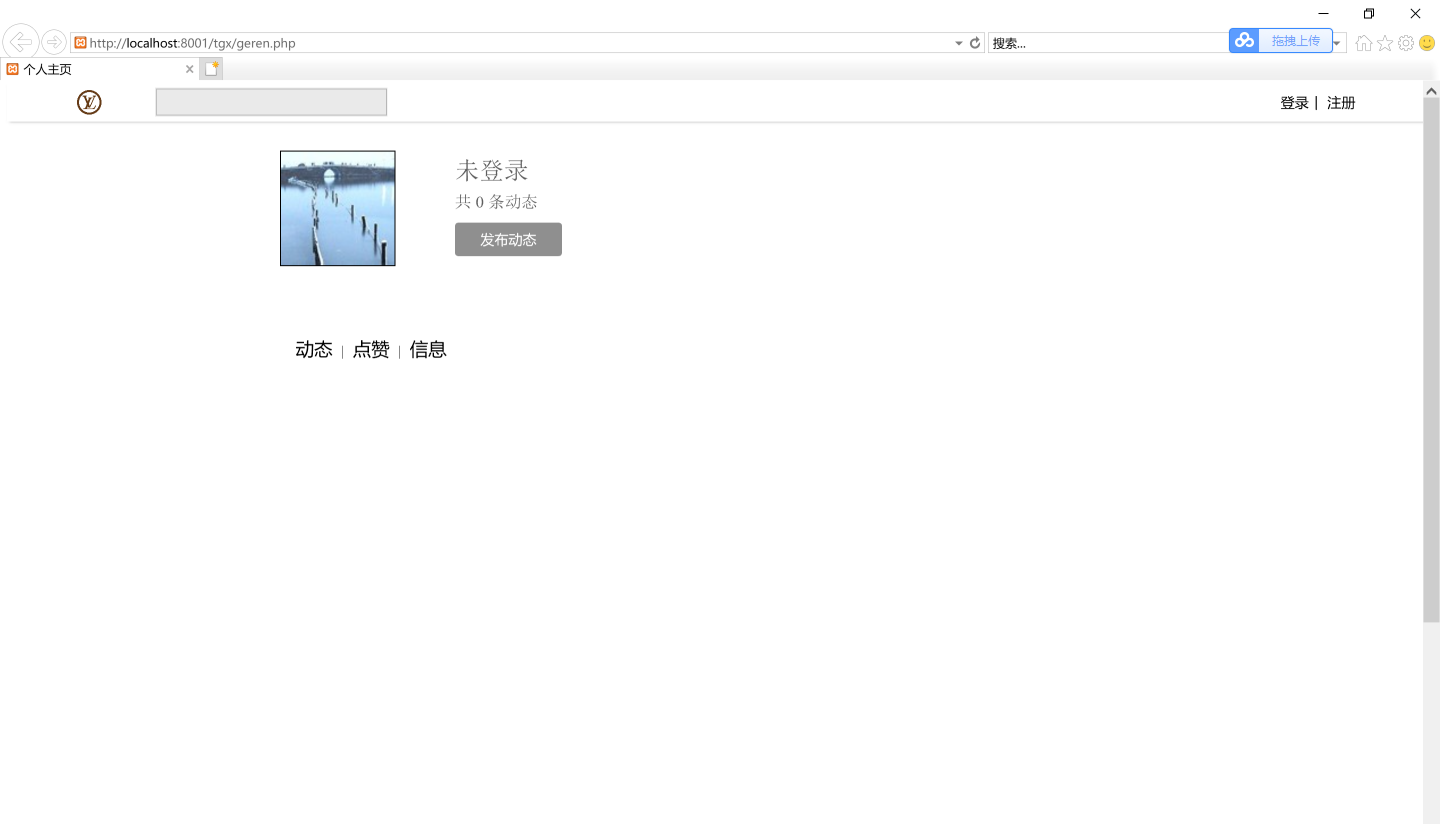 http://localhost:8001/tgx/geren.php
搜索...
拖拽上传
个人主页
登录 | 注册
未登录
共 0 条动态
发布动态
动态 | 点赞 | 信息